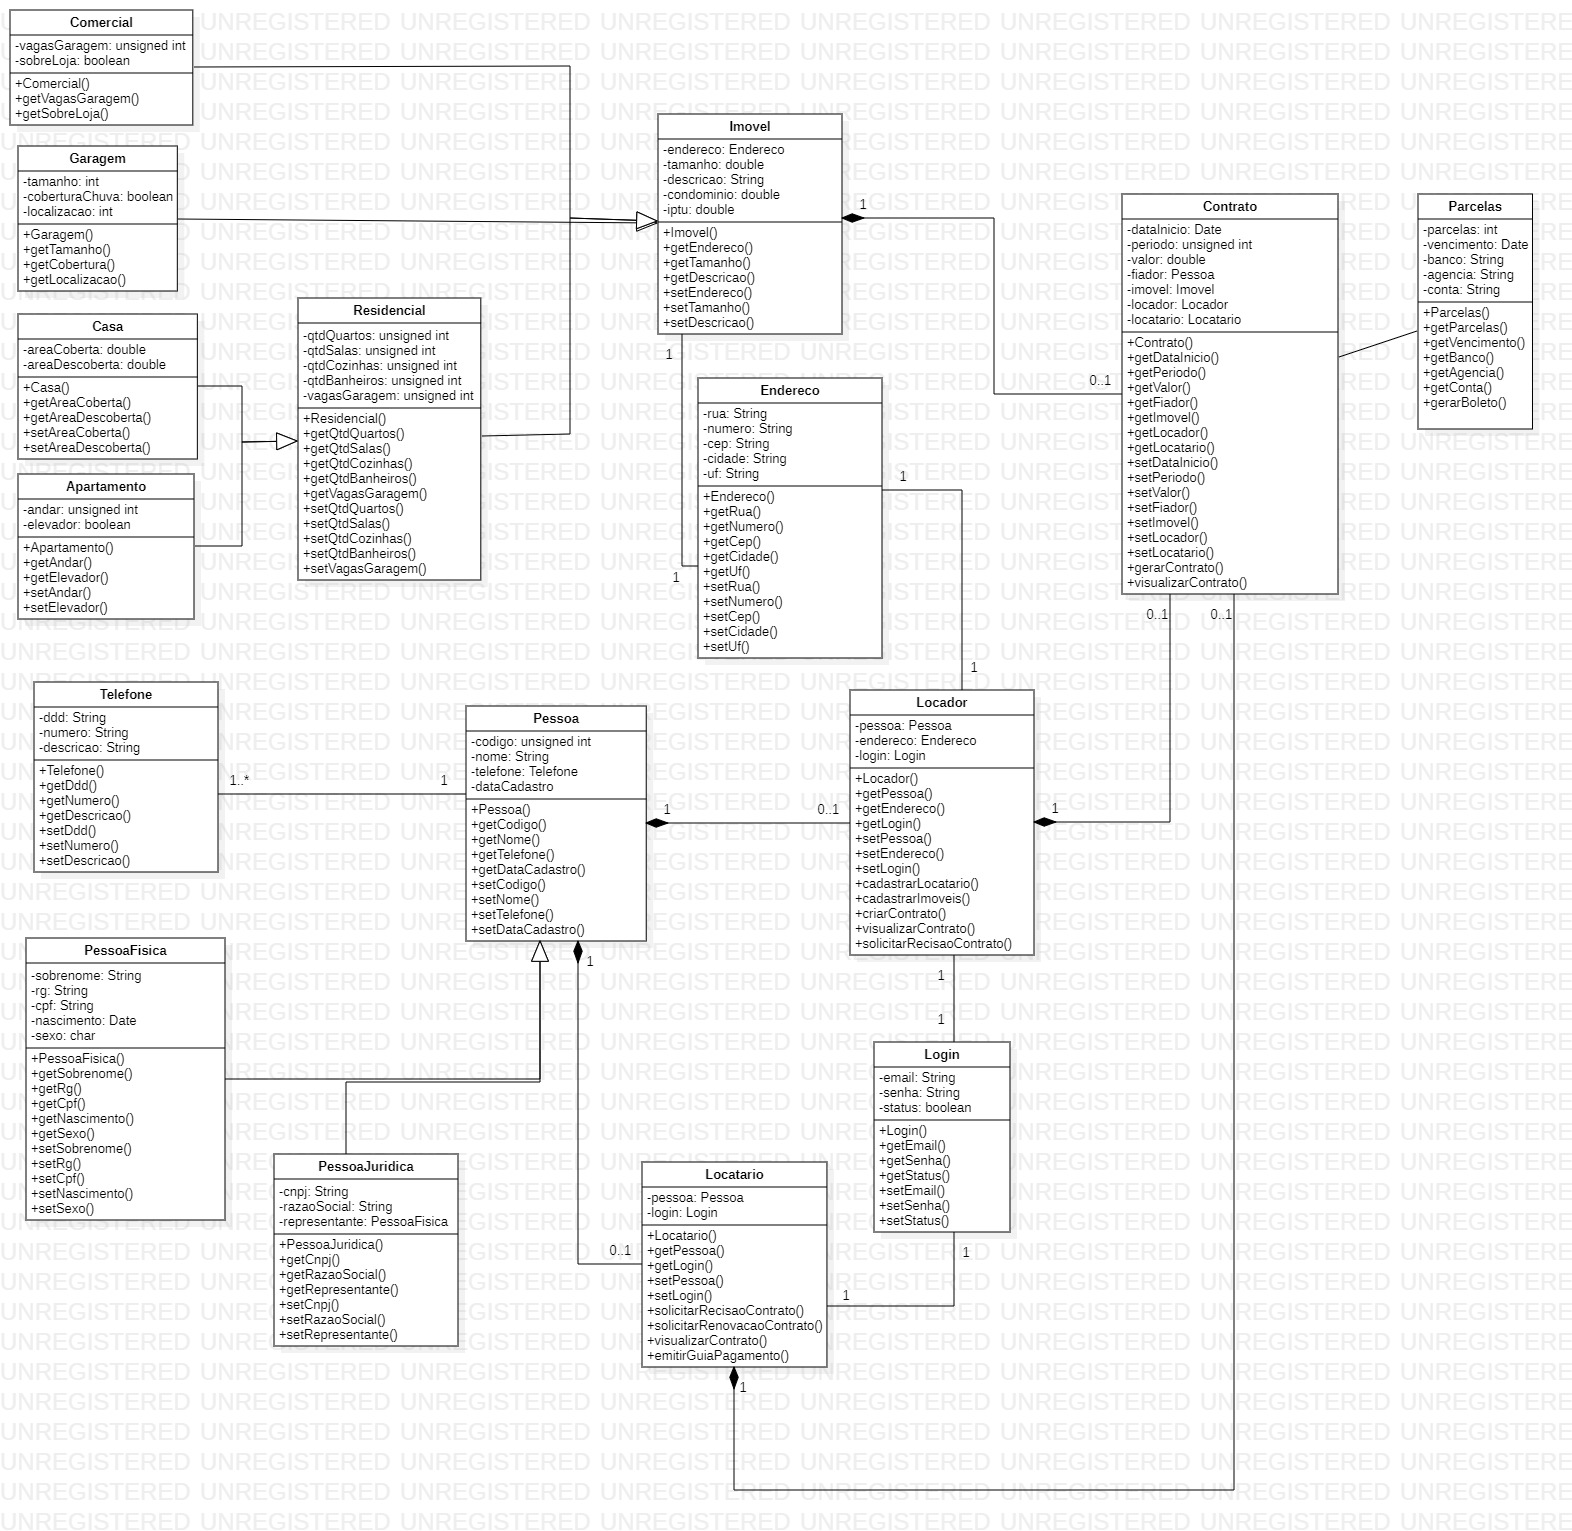 Comercial
-vagasGaragem: unsigned int
-sobreLoja: boolean
+Comercial()
+getVagasGaragem()
+getSobreLoja()
Garagem
-tamanho: int
-coberturaChuva: boolean
-localizacao: int
+Garagem()
+getTamanho()
+getCobertura()
+getLocalizacao()
Casa
-areaCoberta: double
-areaDescoberta: double
+Casa()
+getAreaCoberta()
+getAreaDescoberta()
+setAreaCoberta()
+setAreaDescoberta()
Apartamento
-andar: unsigned int
-elevador: boolean
+Apartamento()
+getAndar()
+getElevador()
+setAndar()
+setElevador()
Residencial
-qtdQuartos: unsigned int
-qtdSalas: unsigned int
-qtdCozinhas: unsigned int
-qtdBanheiros: unsigned int
-vagasGaragem: unsigned int
+Residencial()
+getQtdQuartos()
+getQtdSalas()
+getQtdCozinhas()
+getQtdBanheiros()
+getVagasGaragem()
+setQtdQuartos()
+setQtdSalas()
+setQtdCozinhas()
+setQtdBanheiros()
+setVagasGaragem()
Imovel
-endereco: Endereco
-tamanho: double
-descricao: String
-condominio: double
-iptu: double
+Imovel()
+getEndereco()
+getTamanho()
+getDescricao()
+setEndereco()
+setTamanho()
+setDescricao()
1
0..1
1
1
Endereco
-rua: String
-numero: String
-cep: String
-cidade: String
-uf: String
+Endereco()
+getRua()
+getNumero()
+getCep()
+getCidade()
+getUf()
+setRua()
+setNumero()
+setCep()
+setCidade()
+setUf()
1
1
Contrato
-dataInicio: Date
-periodo: unsigned int
-valor: double
-fiador: Pessoa
-imovel: Imovel
-locador: Locador
-locatario: Locatario
+Contrato()
+getDataInicio()
+getPeriodo()
+getValor()
+getFiador()
+getImovel()
+getLocador()
+getLocatario()
+setDataInicio()
+setPeriodo()
+setValor()
+setFiador()
+setImovel()
+setLocador()
+setLocatario()
+gerarContrato()
+visualizarContrato()
0..1
0..1
Parcelas
-parcelas: int
-vencimento: Date
-banco: String
-agencia: String
-conta: String
+Parcelas()
+getParcelas()
+getVencimento()
+getBanco()
+getAgencia()
+getConta()
+gerarBoleto()
Telefone
-ddd: String
-numero: String
-descricao: String
+Telefone()
+getDdd()
+getNumero()
+getDescricao()
+setDdd()
+setNumero()
+setDescricao()
1..*
1
Pessoa
-codigo: unsigned int
-nome: String
-telefone: Telefone
-dataCadastro
+Pessoa()
+getCodigo()
+getNome()
+getTelefone()
+getDataCadastro()
+setCodigo()
+setNome()
+setTelefone()
+setDataCadastro()
1
0..1
1
Locador
-pessoa: Pessoa
-endereco: Endereco
-login: Login
+Locador()
+getPessoa()
+getEndereco()
+getLogin()
+setPessoa()
+setEndereco()
+setLogin()
+cadastrarLocatario()
+cadastrarImoveis()
+criarContrato()
+visualizarContrato()
+solicitarRecisaoContrato()
1
1
1
PessoaFisica
-sobrenome: String
-rg: String
-cpf: String
-nascimento: Date
-sexo: char
+PessoaFisica()
+getSobrenome()
+getRg()
+getCpf()
+getNascimento()
+getSexo()
+setSobrenome()
+setRg()
+setCpf()
+setNascimento()
+setSexo()
PessoaJuridica
-cnpj: String
-razaoSocial: String
-representante: PessoaFisica
+PessoaJuridica()
+getCnpj()
+getRazaoSocial()
+getRepresentante()
+setCnpj()
+setRazaoSocial()
+setRepresentante()
Login
-email: String
-senha: String
-status: boolean
+Login()
+getEmail()
+getSenha()
+getStatus()
+setEmail()
+setSenha()
+setStatus()
1
1
0..1
Locatario
-pessoa: Pessoa
-login: Login
+Locatario()
+getPessoa()
+getLogin()
+setPessoa()
+setLogin()
+solicitarRecisaoContrato()
+solicitarRenovacaoContrato()
+visualizarContrato()
+emitirGuiaPagamento()
1
UNREGISTERED